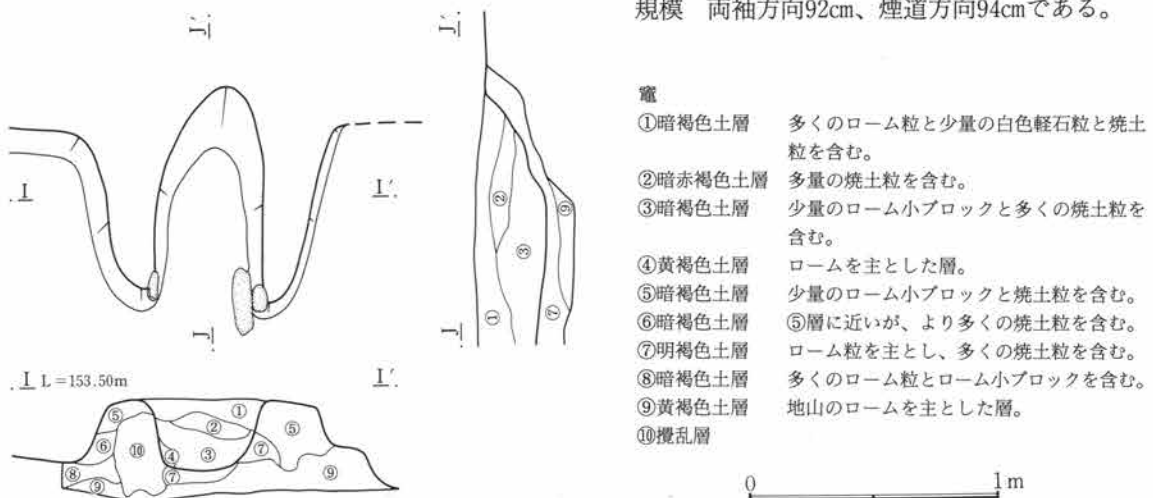 規模　両袖方向92cm、煙道方向94cmである。
J′
J′
I
I′
J
J
②
③
⑨
①
⑦
I L=153.50m
I′
①
②
③
④
⑤
⑤
⑥
⑦
⑦
⑧
⑨
⑨
⑩
竈
①暗褐色土層　多くのローム粒と少量の白色軽石粒と焼土
粒を含む。
②暗赤褐色土層　多量の焼土粒を含む。
③暗褐色土層　少量のローム小ブロックと多くの焼土粒を
含む。
④黄褐色土層　ロームを主とした層。
⑤暗褐色土層　少量のローム小ブロックと焼土粒を含む。
⑥暗褐色土層　⑤層に近いが、より多くの焼土粒を含む。
⑦明褐色土層　ローム粒を主とし、多くの焼土粒を含む。
⑧暗褐色土層　多くのローム粒とローム小ブロックを含む。
⑨黄褐色土層　地山のロームを主とした層。
⑩攪乱層
0　1m